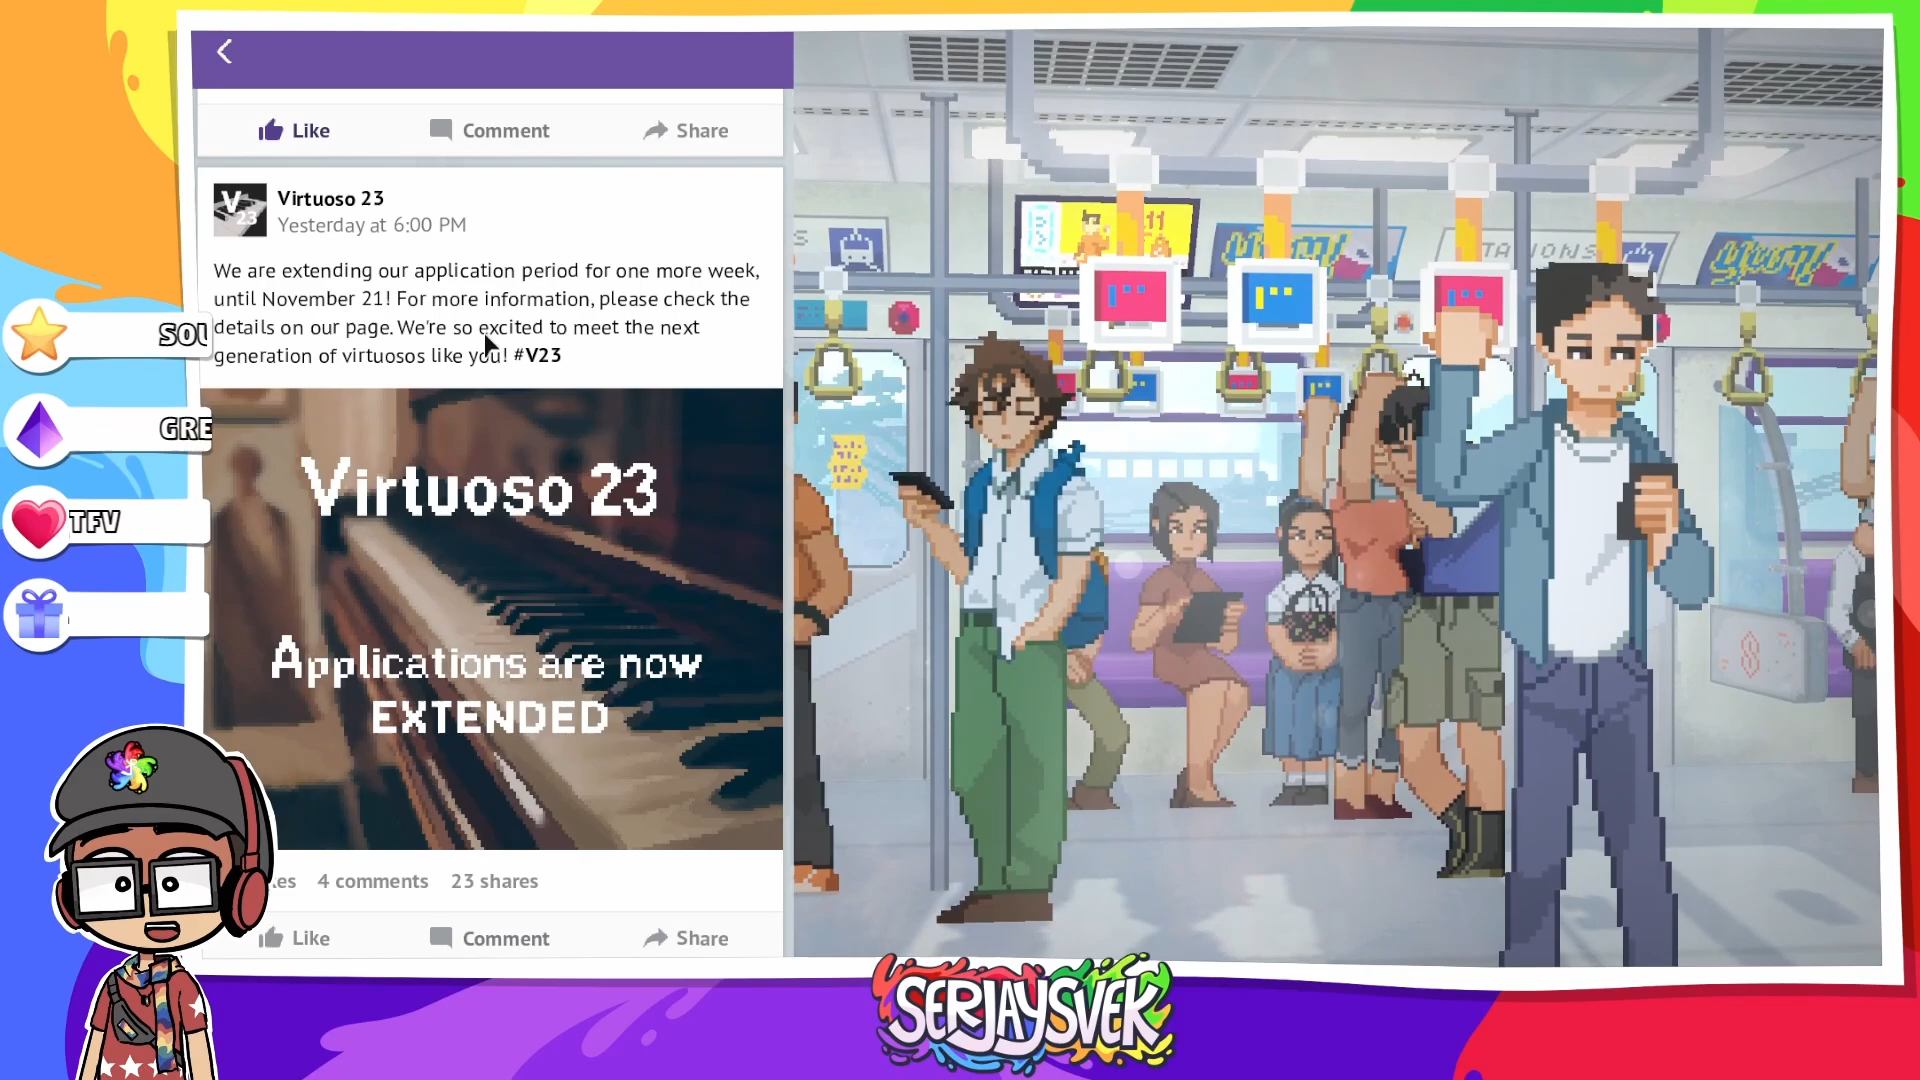 Like Comment Share
Virtuoso 23
Yesterday at 6:00 PM
We are extending our application period for one more week,
until November 21! For more information, please check the
details on our page. We're so excited to meet the next
generation of virtuosos like you! #V23
V
23
Virtuoso 23
Applications are now
EXTENDED
4 comments 23 shares
Like Comment Share
TFV
11
SERJAYSVEK